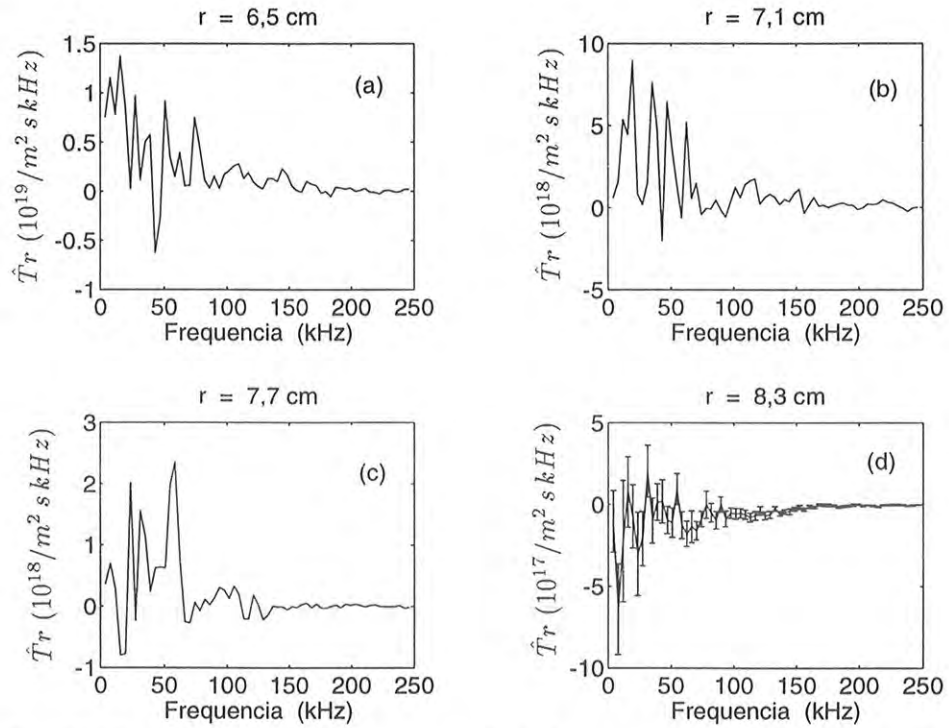 r = 6,5 cm
1.5
1
0.5
0
-0.5
-1
T̂r (10¹⁹/m² s kHz)
(a)
0 50 100 150 200 250
Frequencia (kHz)
r = 7,1 cm
10
5
0
-5
T̂r (10¹⁸/m² s kHz)
(b)
0 50 100 150 200 250
Frequencia (kHz)
r = 7,7 cm
3
2
1
0
-1
T̂r (10¹⁸/m² s kHz)
(c)
0 50 100 150 200 250
Frequencia (kHz)
r = 8,3 cm
5
0
-5
-10
T̂r (10¹⁷/m² s kHz)
(d)
0 50 100 150 200 250
Frequencia (kHz)